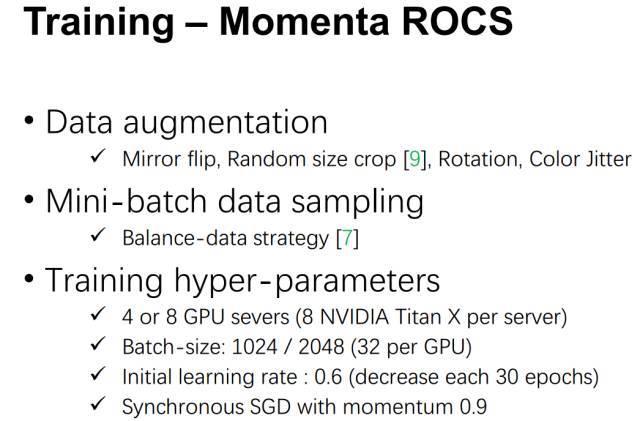 Training – Momenta ROCS
• Data augmentation
✓ Mirror flip, Random size crop [9], Rotation, Color Jitter
• Mini-batch data sampling
✓ Balance-data strategy [7]
• Training hyper-parameters
✓ 4 or 8 GPU severs (8 NVIDIA Titan X per server)
✓ Batch-size: 1024 / 2048 (32 per GPU)
✓ Initial learning rate : 0.6 (decrease each 30 epochs)
✓ Synchronous SGD with momentum 0.9